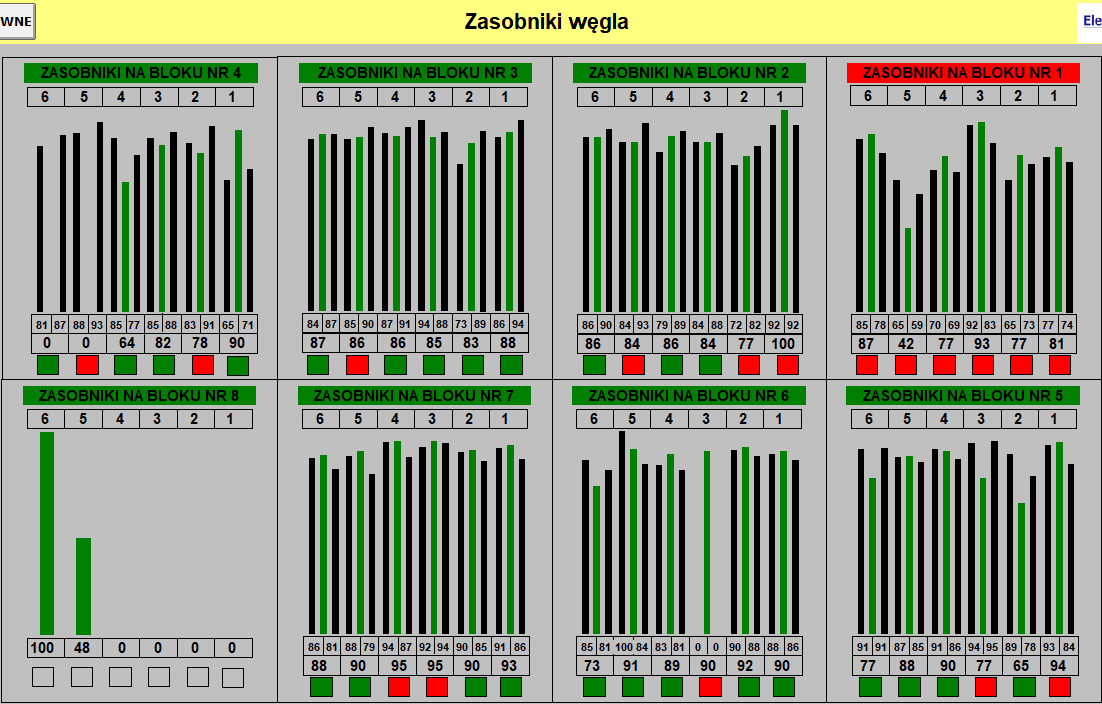 WNE
Zasobniki węgla
Ele
ZASOBNIKI NA BLOKU NR 4
6 5 4 3 2 1
81 87 88 93 85 77 85 88 83 91 65 71
0 0 64 82 78 90
ZASOBNIKI NA BLOKU NR 3
6 5 4 3 2 1
84 87 85 90 87 91 94 88 73 89 86 94
87 86 86 85 83 88
ZASOBNIKI NA BLOKU NR 2
6 5 4 3 2 1
86 90 84 93 79 89 84 88 72 82 92 92
86 84 86 84 77 100
ZASOBNIKI NA BLOKU NR 1
6 5 4 3 2 1
85 78 65 59 70 69 92 83 65 73 77 74
87 42 77 93 77 81
ZASOBNIKI NA BLOKU NR 8
6 5 4 3 2 1
100 48 0 0 0 0
ZASOBNIKI NA BLOKU NR 7
6 5 4 3 2 1
86 81 88 79 94 87 92 94 90 85 91 86
88 90 95 95 90 93
ZASOBNIKI NA BLOKU NR 6
6 5 4 3 2 1
85 81 100 84 83 81 0 0 90 88 88 86
73 91 89 90 92 90
ZASOBNIKI NA BLOKU NR 5
6 5 4 3 2 1
91 91 87 85 91 86 94 95 89 78 93 84
77 88 90 77 65 94